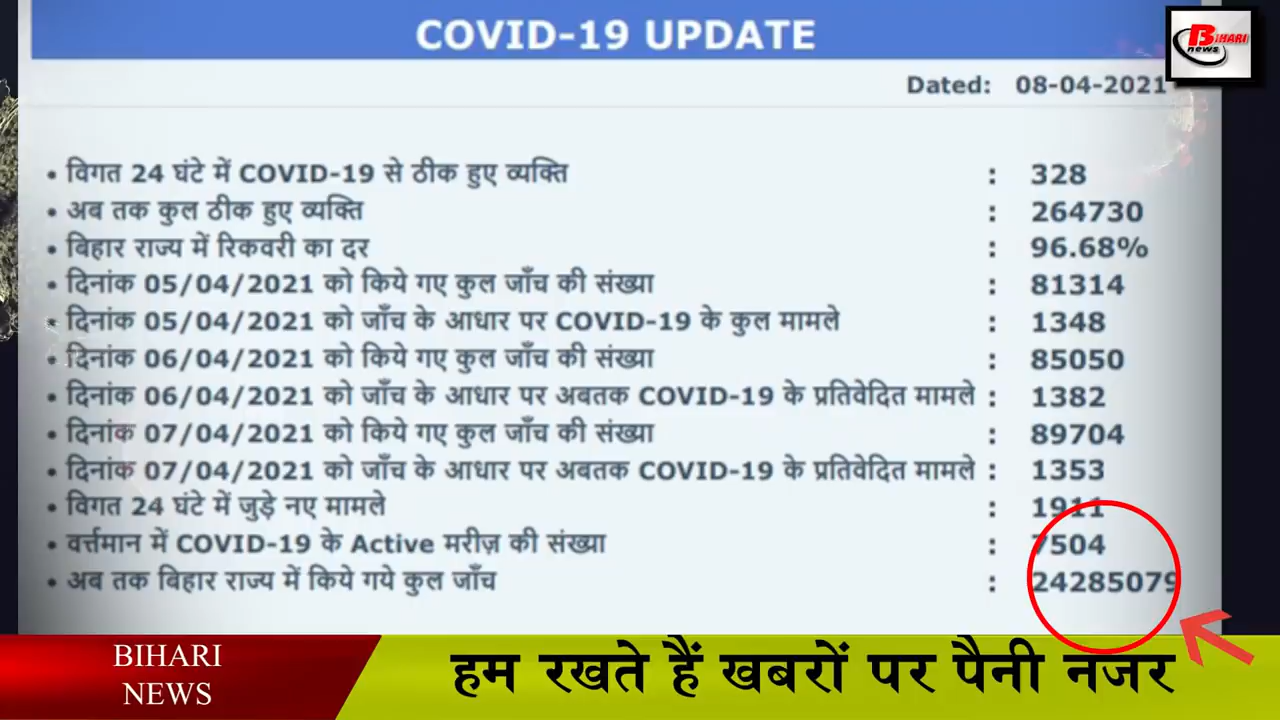 COVID-19 UPDATE
BIHARI
news
Dated: 08-04-2021
• विगत 24 घंटे में COVID-19 से ठीक हुए व्यक्ति : 328
• अब तक कुल ठीक हुए व्यक्ति : 264730
• बिहार राज्य में रिकवरी का दर : 96.68%
• दिनांक 05/04/2021 को किये गए कुल जाँच की संख्या : 81314
• दिनांक 05/04/2021 को जाँच के आधार पर COVID-19 के कुल मामले : 1348
• दिनांक 06/04/2021 को किये गए कुल जाँच की संख्या : 85050
• दिनांक 06/04/2021 को जाँच के आधार पर अबतक COVID-19 के प्रतिवेदित मामले : 1382
• दिनांक 07/04/2021 को किये गए कुल जाँच की संख्या : 89704
• दिनांक 07/04/2021 को जाँच के आधार पर अबतक COVID-19 के प्रतिवेदित मामले : 1353
• विगत 24 घंटे में जुड़े नए मामले : 1911
• वर्त्तमान में COVID-19 के Active मरीज़ की संख्या : 7504
• अब तक बिहार राज्य में किये गये कुल जाँच : 24285079
BIHARI
NEWS
हम रखते हैं खबरों पर पैनी नजर